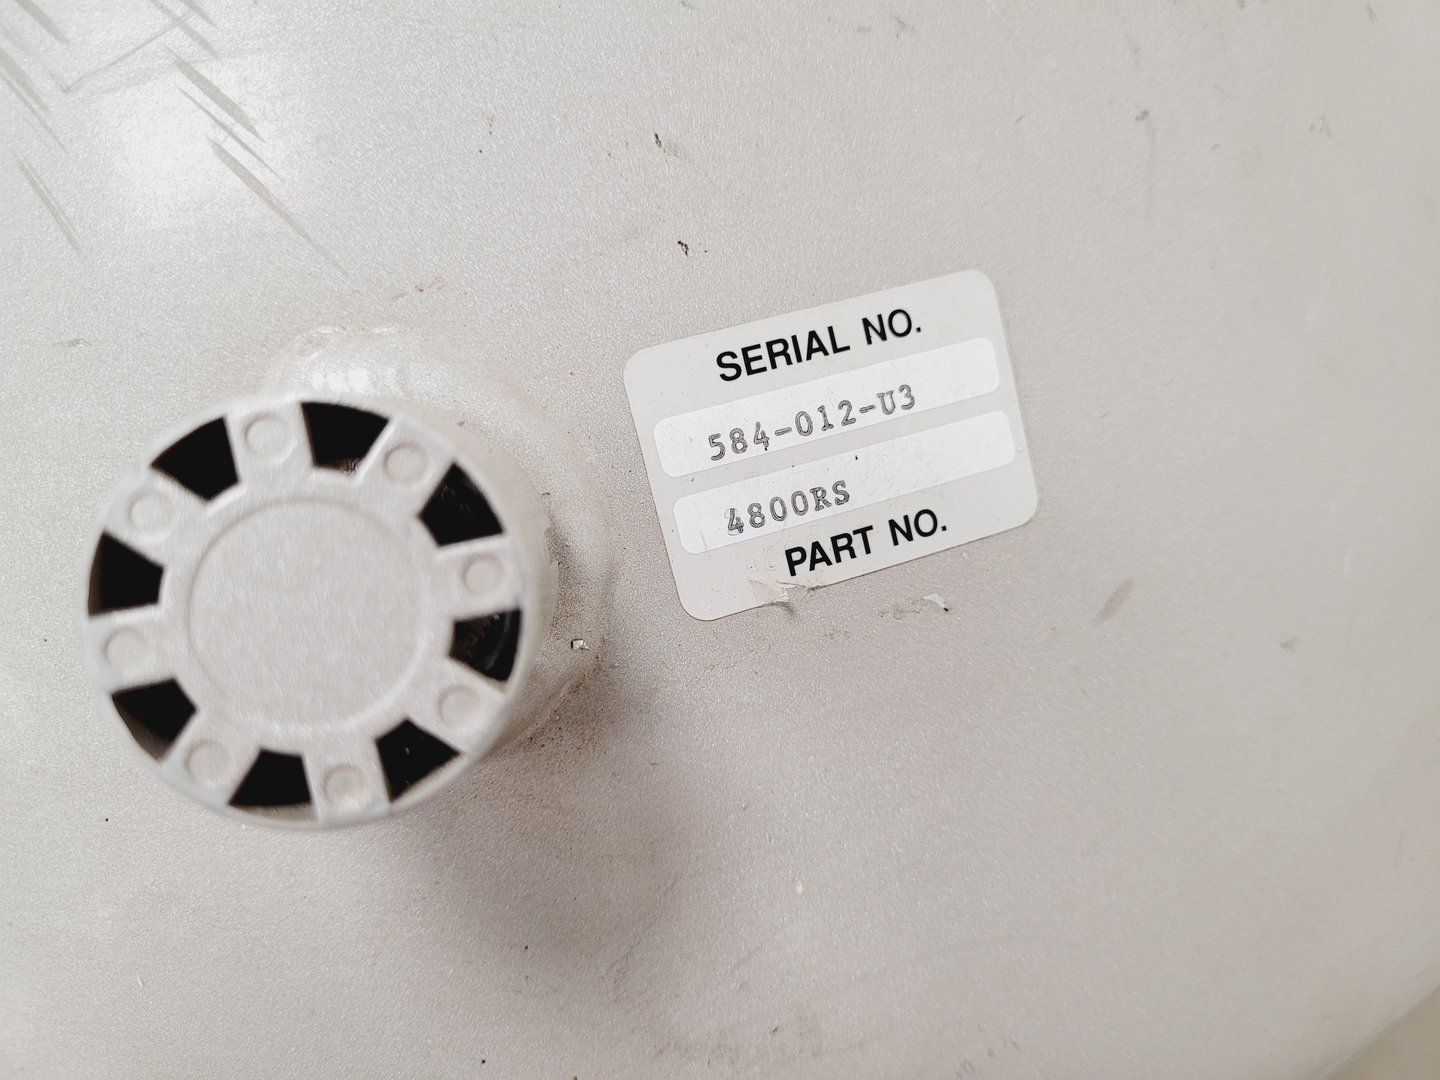 SERIAL NO.
584-012-U3
4800RS
PART NO.